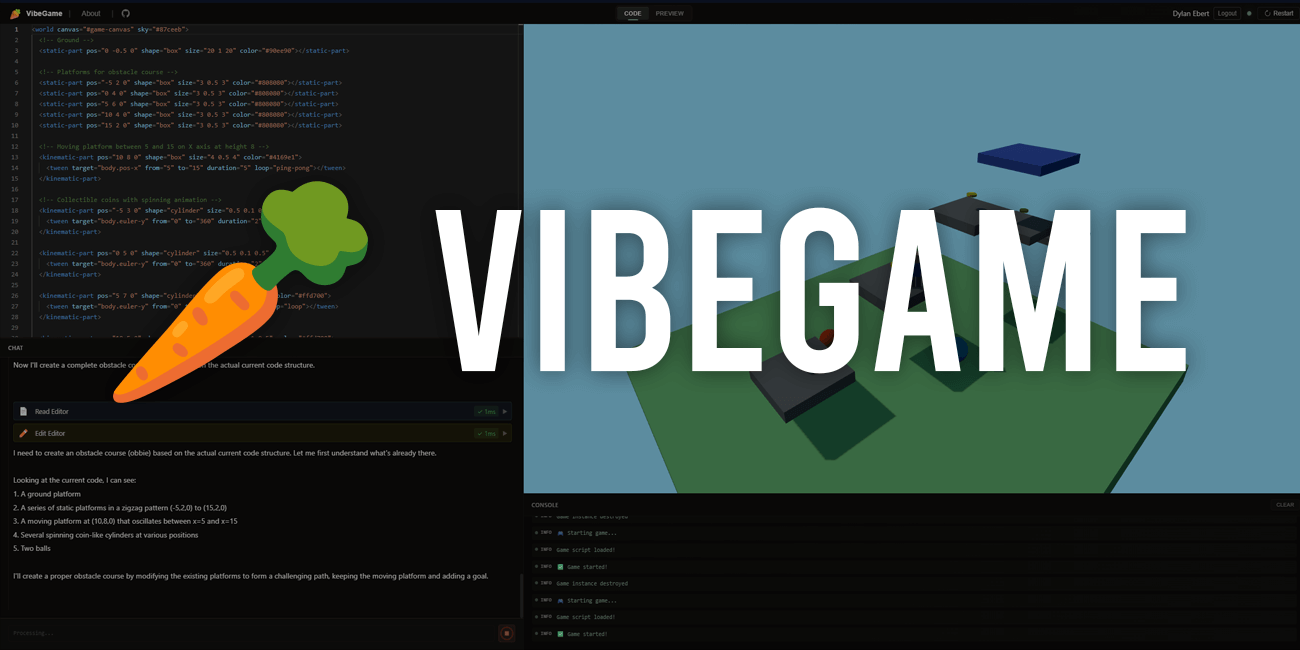 VibeGame
About
CODE
PREVIEW
Dylan Ebert
Logout
Restart
1 <world canvas="#game-canvas" sky="#87ceeb">
2 <!-- Ground -->
3 <static-part pos="0 -0.5 0" shape="box" size="20 1 20" color="#90ee90"></static-part>
4
5 <!-- Platforms for obstacle course -->
6 <static-part pos="-5 2 0" shape="box" size="3 0.5 3" color="#808080"></static-part>
7 <static-part pos="0 4 0" shape="box" size="3 0.5 3" color="#808080"></static-part>
8 <static-part pos="5 6 0" shape="box" size="3 0.5 3" color="#808080"></static-part>
9 <static-part pos="10 4 0" shape="box" size="3 0.5 3" color="#808080"></static-part>
10 <static-part pos="15 2 0" shape="box" size="3 0.5 3" color="#808080"></static-part>
11
12 <!-- Moving platform between 5 and 15 on X axis at height 8 -->
13 <kinematic-part pos="10 8 0" shape="box" size="4 0.5 4" color="#4169e1">
14 <tween target="body.pos-x" from="5" to="15" duration="5" loop="ping-pong"></tween>
15 </kinematic-part>
16
17 <!-- Collectible coins with spinning animation -->
18 <kinematic-part pos="-5 3 0" shape="cylinder" size="0.5 0.1
19 <tween target="body.euler-y" from="0" to="360" duration="2"
20 </kinematic-part>
21
22 <kinematic-part pos="0 5 0" shape="cylinder" size="0.5 0.1 0.5"
23 <tween target="body.euler-y" from="0" to="360"
24 </kinematic-part>
25
26 <kinematic-part pos="5 7 0" color="#ffd700">
27 <tween target="body.euler-y" from="0" "loop"></tween>
28 </kinematic-part>
29
VIBEGAME
CHAT
Now I'll create a complete obstacle the actual current code structure.
Read Editor
1ms
Edit Editor
1ms
I need to create an obstacle course (obbie) based on the actual current code structure. Let me first understand what's already there.
Looking at the current code, I can see:
1. A ground platform
2. A series of static platforms in a zigzag pattern (-5,2,0) to (15,2,0)
3. A moving platform at (10,8,0) that oscillates between x=5 and x=15
4. Several spinning coin-like cylinders at various positions
5. Two balls
I'll create a proper obstacle course by modifying the existing platforms to form a challenging path, keeping the moving platform and adding a goal.
Processing...
CONSOLE
CLEAR
INFO Game instance destroyed
INFO Starting game...
INFO Game script loaded!
INFO Game started!
INFO Game instance destroyed
INFO Starting game...
INFO Game script loaded!
INFO Game started!